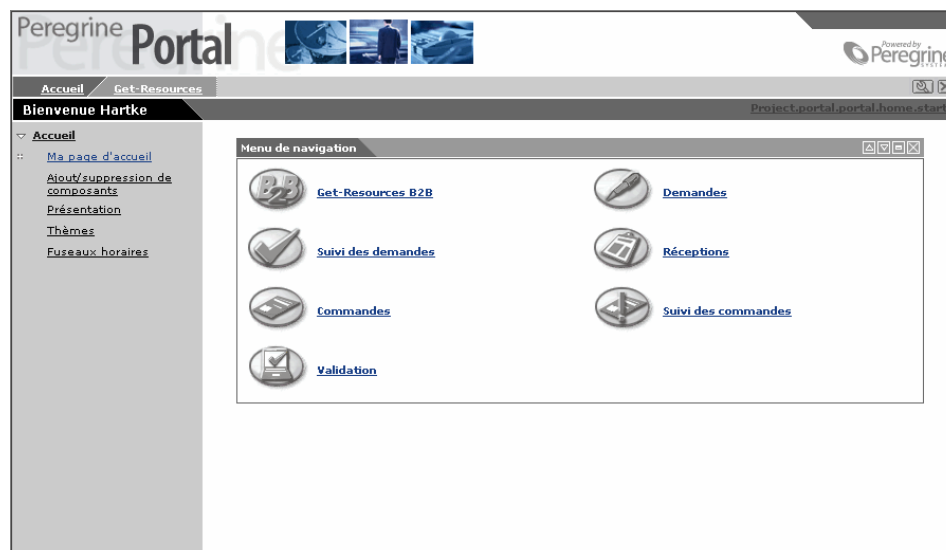 Peregrine Portal
Powered by
Peregrine
Accueil
Get-Resources
Bienvenue Hartke
Project.portal.portal.home.start
Accueil
Ma page d'accueil
Ajout/suppression de
composants
Présentation
Thèmes
Fuseaux horaires
Menu de navigation
B2B
Get-Resources B2B
Demandes
Suivi des demandes
Réceptions
Commandes
Suivi des commandes
Validation